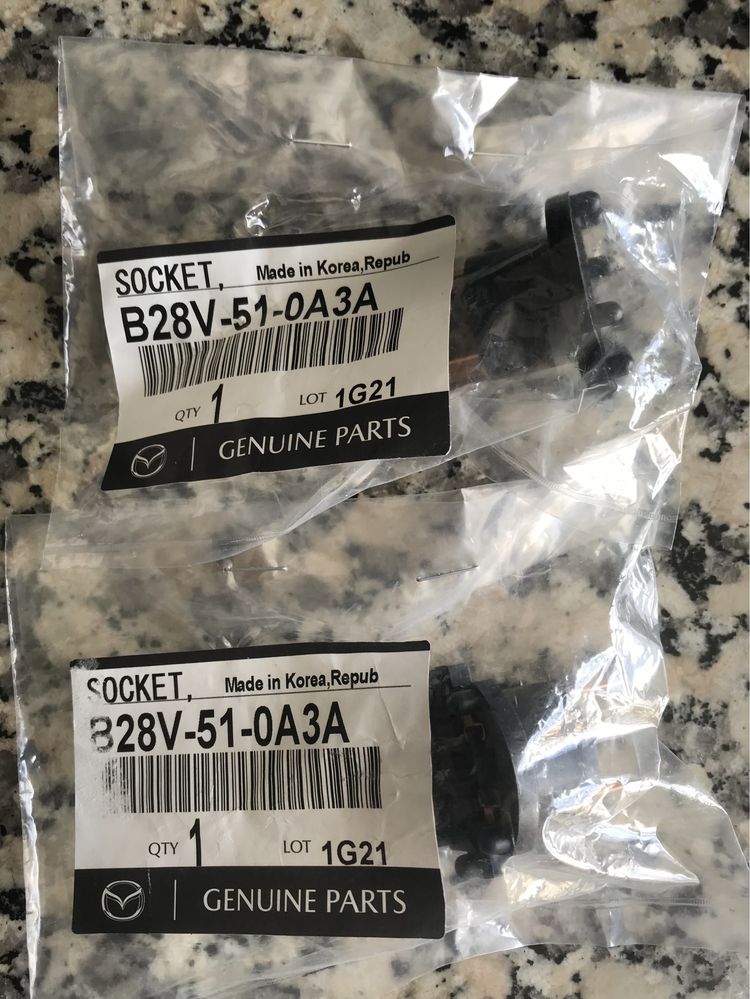 SOCKET, Made in Korea,Repub
B28V-51-0A3A
QTY 1 LOT 1G21
GENUINE PARTS
SOCKET, Made in Korea,Repub
B28V-51-0A3A
QTY 1 LOT 1G21
GENUINE PARTS